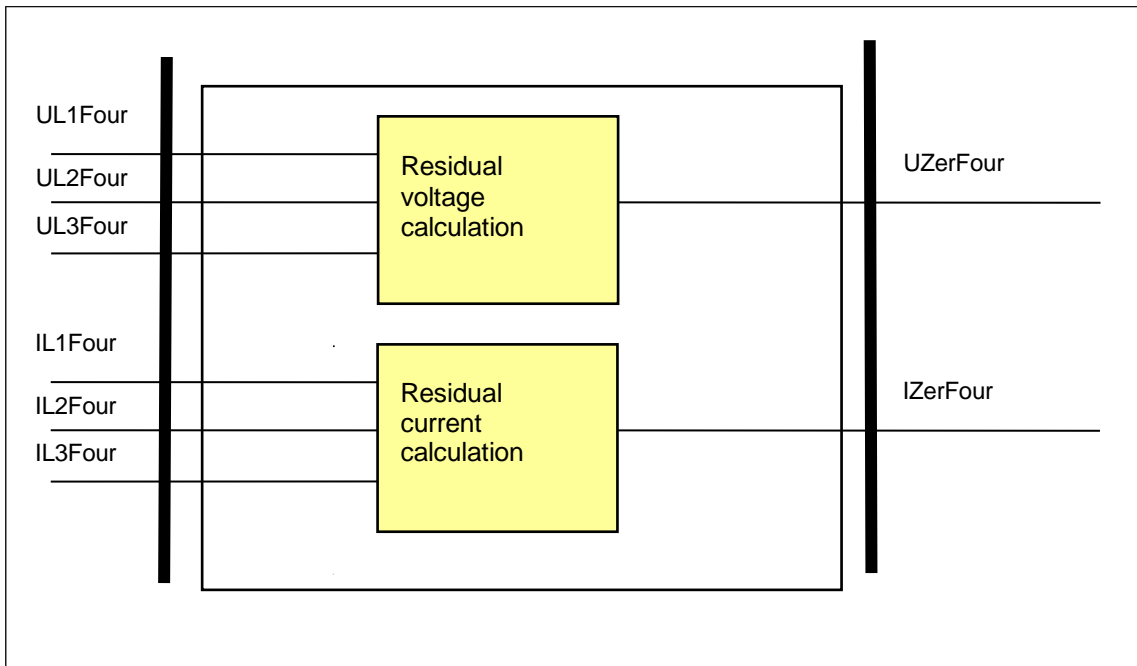 UL1Four
UL2Four
UL3Four
Residual
voltage
calculation
UZerFour
IL1Four
IL2Four
IL3Four
Residual
current
calculation
IZerFour